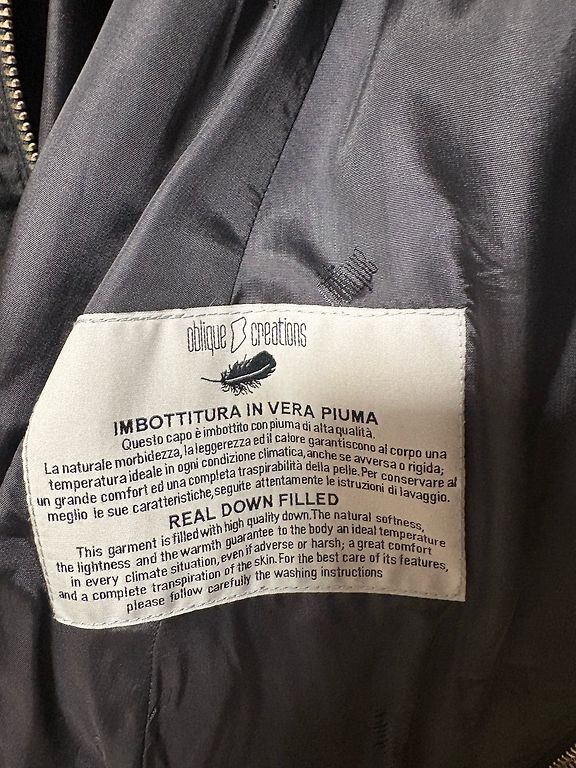 oblique creations
IMBOTTITURA IN VERA PIUMA
Questo capo è imbottito con piuma di alta qualità.
La naturale morbidezza, la leggerezza ed il calore garantiscono al corpo una
temperatura ideale in ogni condizione climatica, anche se avversa o rigida;
un grande comfort ed una completa traspirabilità della pelle. Per conservare al
meglio le sue caratteristiche, seguite attentamente le istruzioni di lavaggio.
REAL DOWN FILLED
This garment is filled with high quality down. The natural softness,
the lightness and the warmth guarantee to the body an ideal temperature
in every climate situation, even if adverse or harsh; a great comfort
and a complete transpiration of the skin. For the best care of its features,
please follow carefully the washing instructions